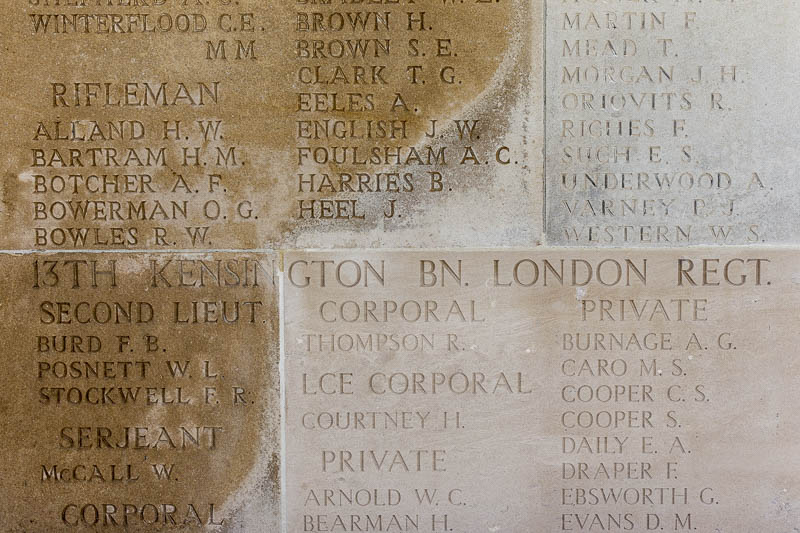 SHEPHERD A. G.
WINTERFLOOD C.E.
M M
RIFLEMAN
ALLAND H. W.
BARTRAM H. M.
BOTCHER A. F.
BOWERMAN O. G.
BOWLES R. W.
BRADLEY W. E.
BROWN H.
BROWN S. E.
CLARK T. G.
EELES A.
ENGLISH J. W.
FOULSHAM A. C.
HARRIES B.
HEEL J.
MARTIN F.
MEAD T.
MORGAN J. H.
ORIOVITS R.
RICHES F.
SUCH E. S.
UNDERWOOD A.
VARNEY P. J.
WESTERN W. S.
13TH KENSINGTON BN. LONDON REGT.
SECOND LIEUT.
BURD F. B.
POSNETT W. L.
STOCKWELL F. R.
SERJEANT
McCALL W.
CORPORAL
CORPORAL
THOMPSON R.
LCE CORPORAL
COURTNEY H.
PRIVATE
ARNOLD W. C.
BEARMAN H.
PRIVATE
BURNAGE A. G.
CARO M. S.
COOPER C. S.
COOPER S.
DAILY E. A.
DRAPER F.
EBSWORTH G.
EVANS D. M.